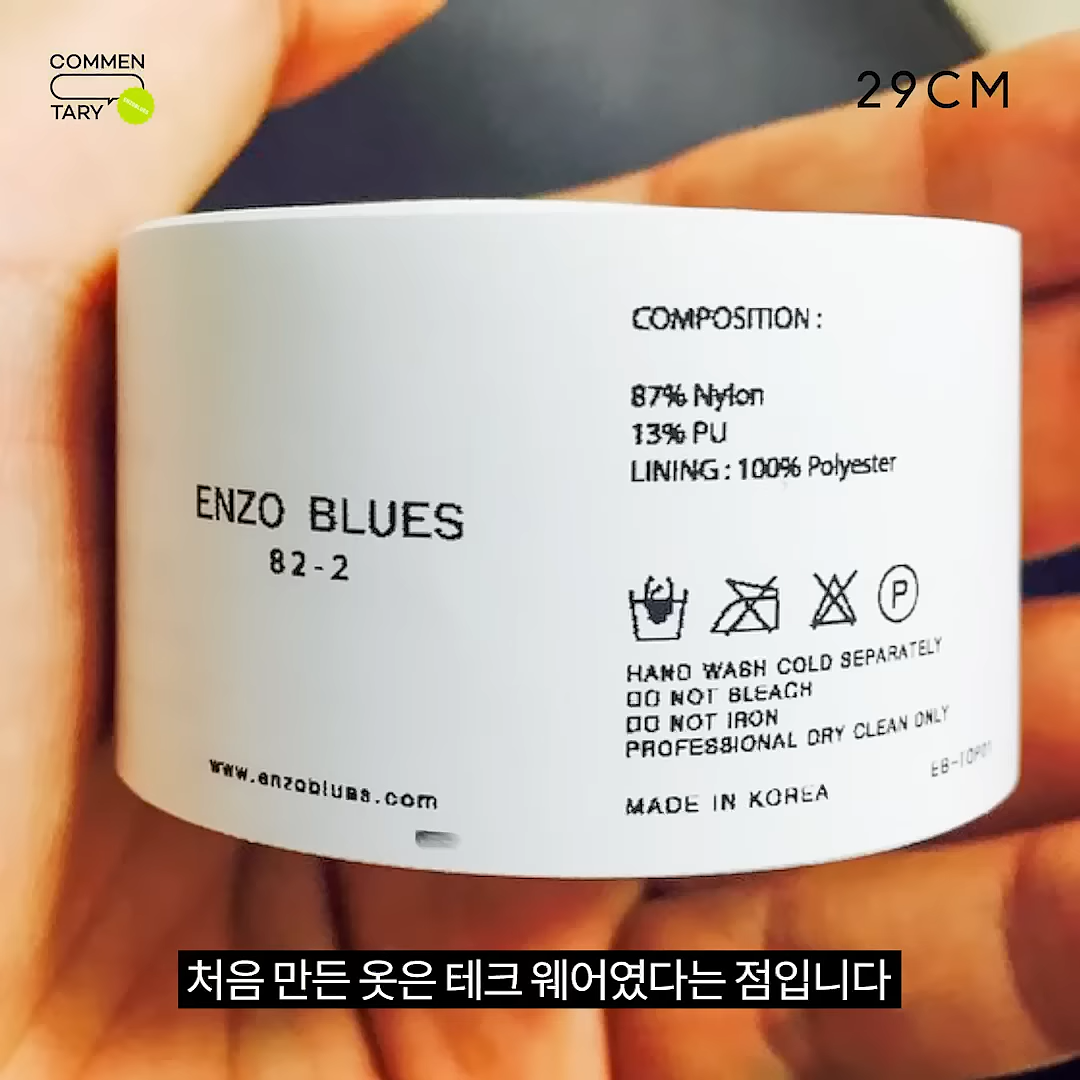 COMMEN
TARY
29CM
COMPOSITION :
87% Nylon
13% PU
LINING : 100% Polyester
ENZO BLUES
82-2
P
HAND WASH COLD SEPARATELY
DO NOT BLEACH
DO NOT IRON
PROFESSIONAL DRY CLEAN ONLY
www.enzoblues.com
MADE IN KOREA
처음 만든 옷은 테크 웨어였다는 점입니다